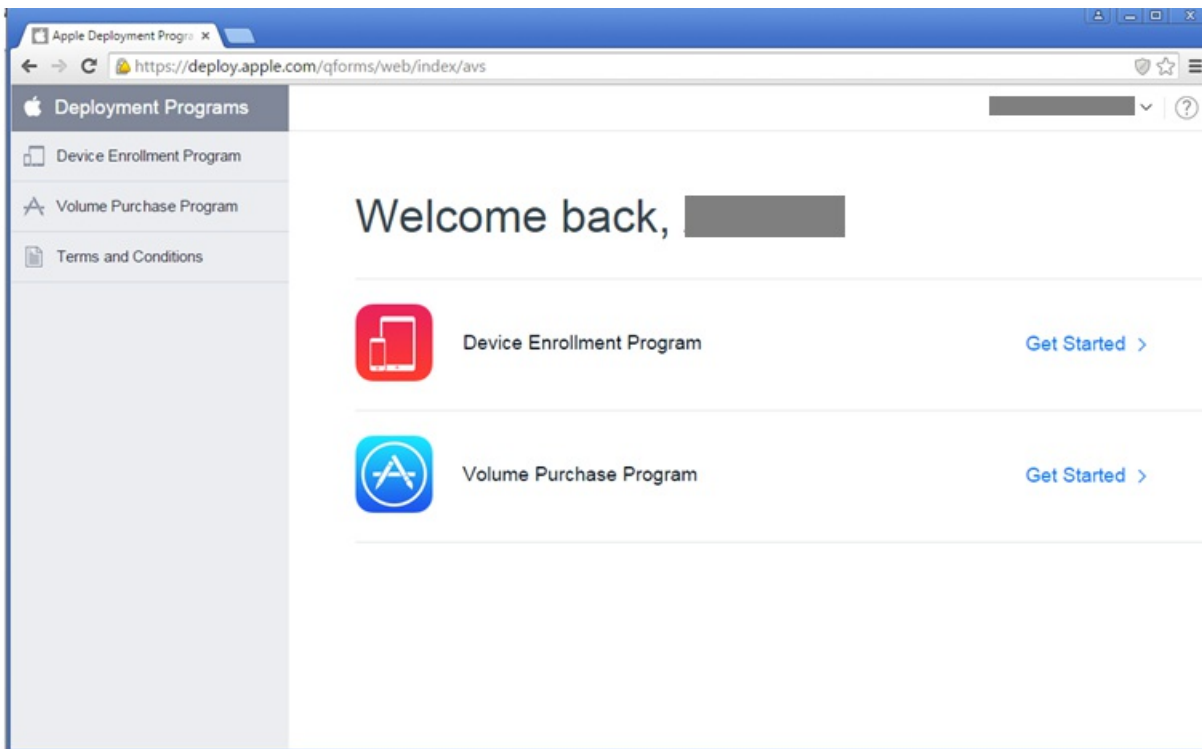 Apple Deployment Progra
https://deploy.apple.com/qforms/web/index/avs
Deployment Programs
Device Enrollment Program
Volume Purchase Program
Terms and Conditions
Welcome back,
Device Enrollment Program Get Started >
Volume Purchase Program Get Started >